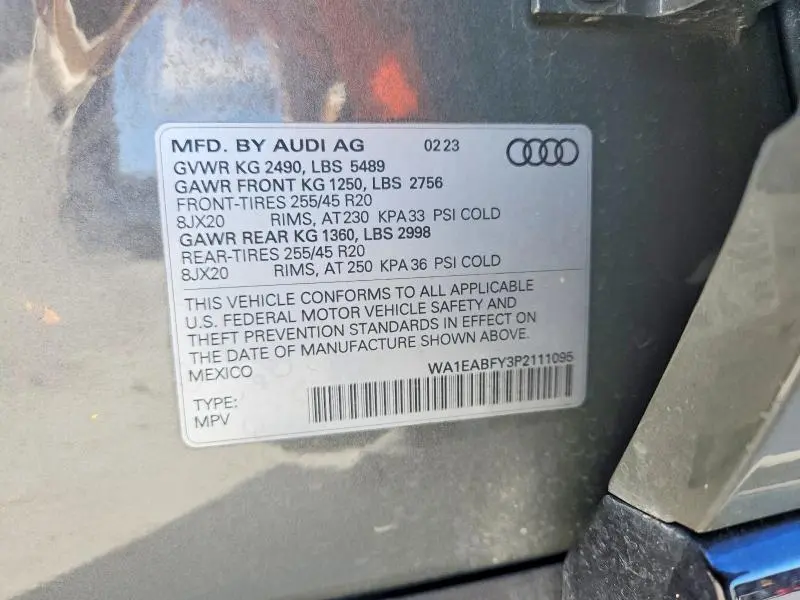 MFD. BY AUDI AG 02 23
GVWR KG 2490, LBS 5489
GAWR FRONT KG 1250, LBS 2756
FRONT-TIRES 255/45 R20
8JX20 RIMS, AT 230 KPA 33 PSI COLD
GAWR REAR KG 1360, LBS 2998
REAR-TIRES 255/45 R20
8JX20 RIMS, AT 250 KPA 36 PSI COLD
THIS VEHICLE CONFORMS TO ALL APPLICABLE
U.S. FEDERAL MOTOR VEHICLE SAFETY AND
THEFT PREVENTION STANDARDS IN EFFECT ON
THE DATE OF MANUFACTURE SHOWN ABOVE.
MEXICO WA1EABFY3P2111095
TYPE:
MPV